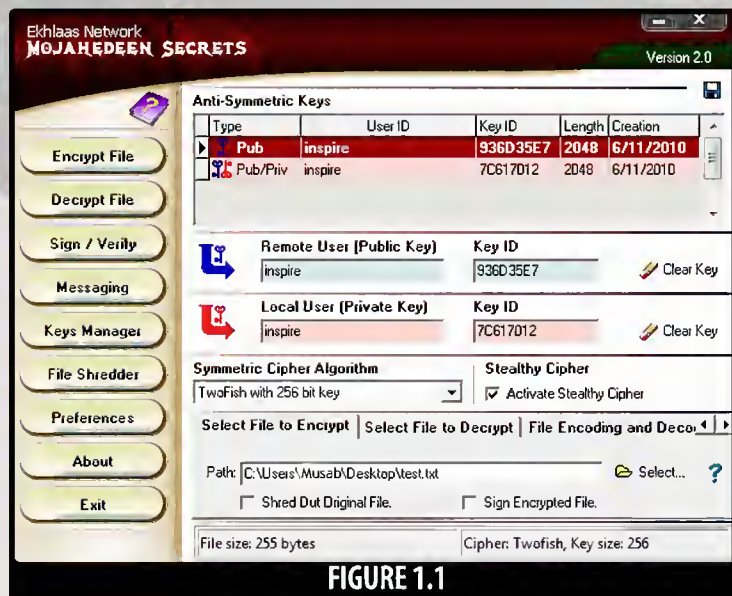 Ekhlaas Network
MOJAHEDEEN SECRETS
Version 2.0
Anti-Symmetric Keys
Type User ID Key ID Length Creation
Pub inspire 936D35E7 2048 6/11/2010
Pub/Priv inspire 7C617012 2048 6/11/2010
Encrypt File
Decrypt File
Sign / Verify
Messaging
Keys Manager
File Shredder
Preferences
About
Exit
Remote User (Public Key) Key ID
inspire 936D35E7 Clear Key
Local User (Private Key) Key ID
inspire 7C617012 Clear Key
Symmetric Cipher Algorithm Stealthy Cipher
TwoFish with 256 bit key Activate Stealthy Cipher
Select File to Encrypt Select File to Decrypt File Encoding and Deco
Path: C:\Users\Musab\Desktop\test.txt Select... ?
Shred Out Original File. Sign Encrypted File.
File size: 255 bytes Cipher: Twofish, Key size: 256
FIGURE 1.1